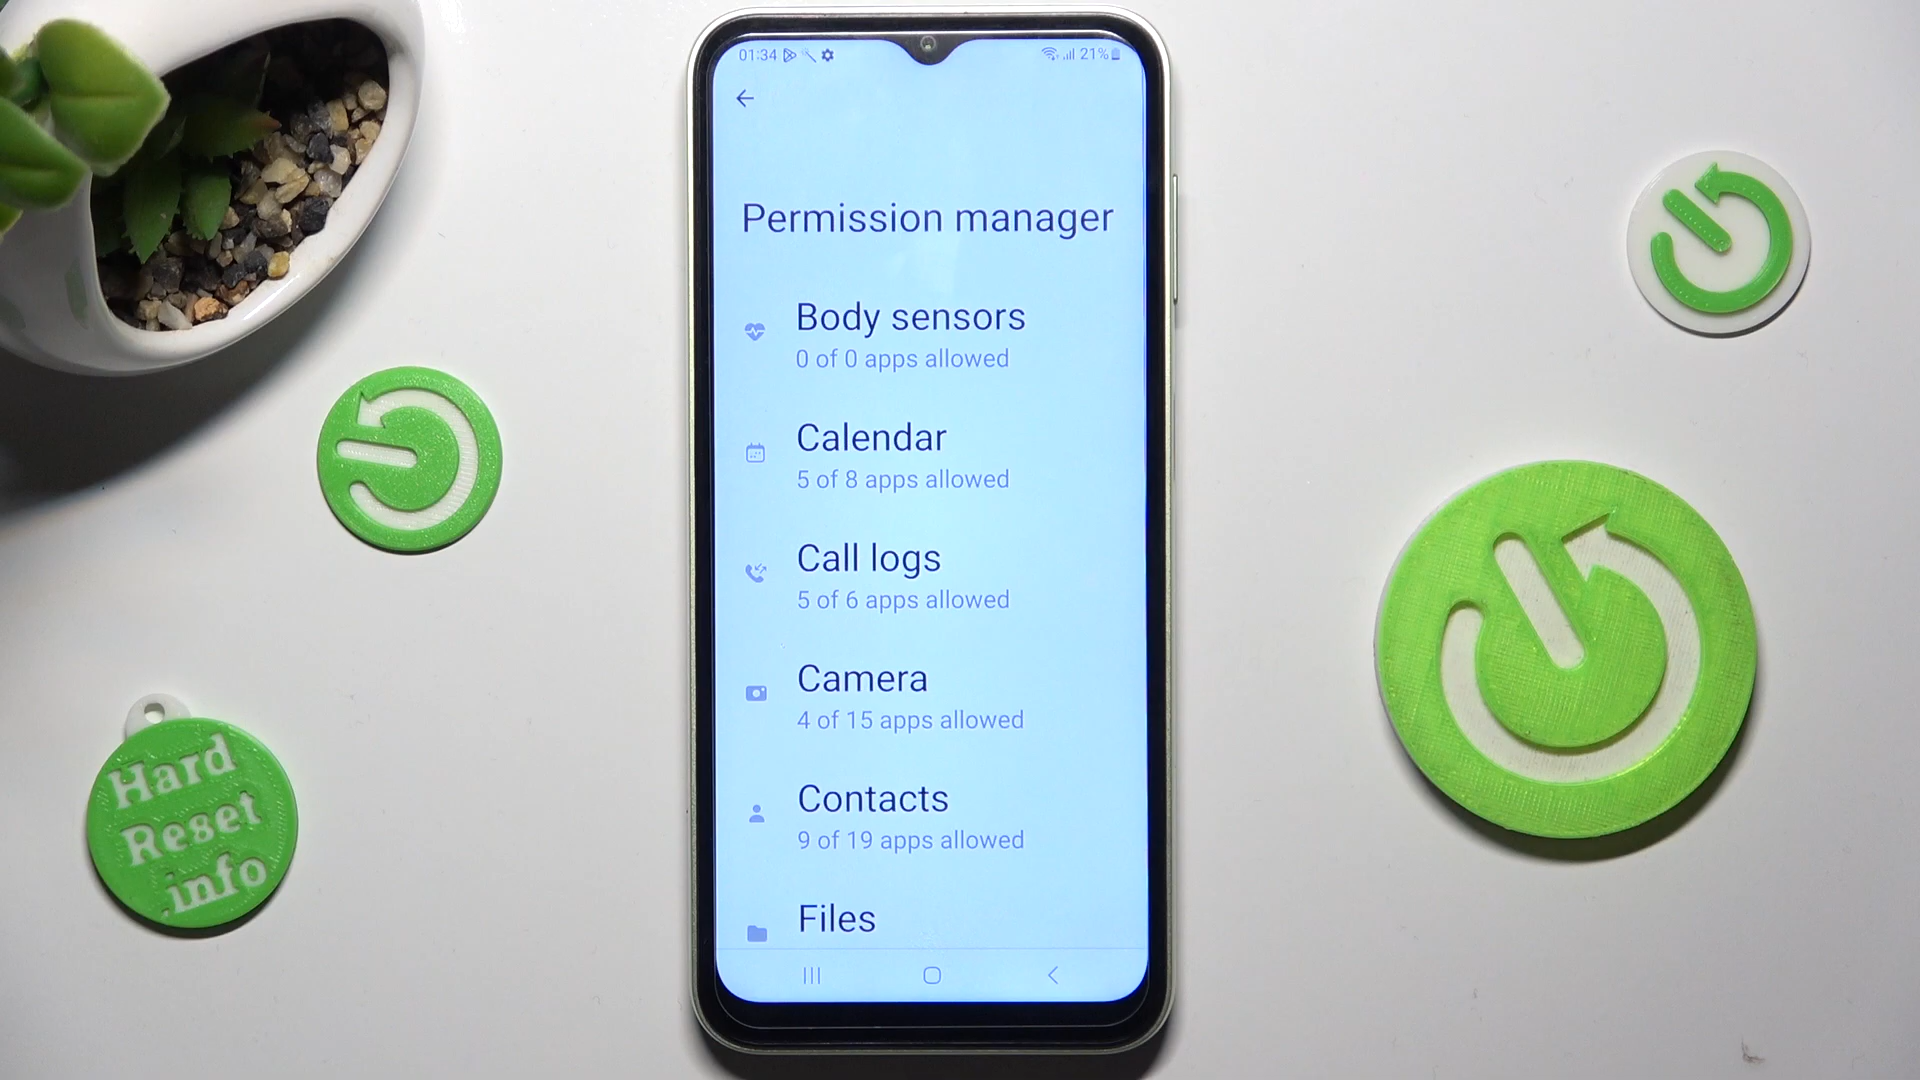 01:34
21%
Permission manager
Body sensors
0 of 0 apps allowed
Calendar
5 of 8 apps allowed
Call logs
5 of 6 apps allowed
Camera
4 of 15 apps allowed
Contacts
9 of 19 apps allowed
Files
Hard
Reset
.info